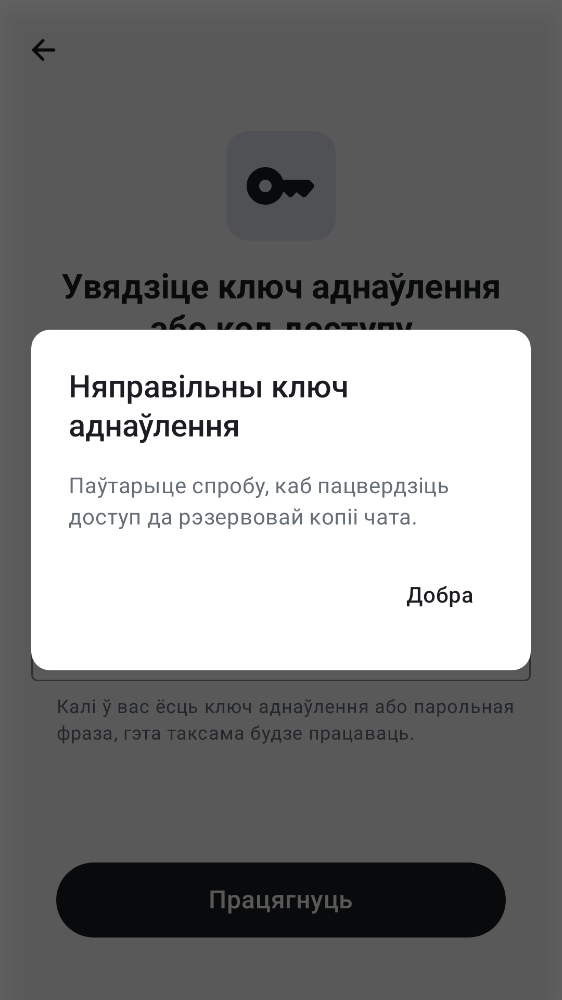 Увядзіце ключ аднаўлення
або код доступу
Няправільны ключ
аднаўлення
Паўтарыце спробу, каб пацвердзіць
доступ да рэзервовай копіі чата.
Добра
Калі ў вас ёсць ключ аднаўлення або парольная
фраза, гэта таксама будзе працаваць.
Працягнуць